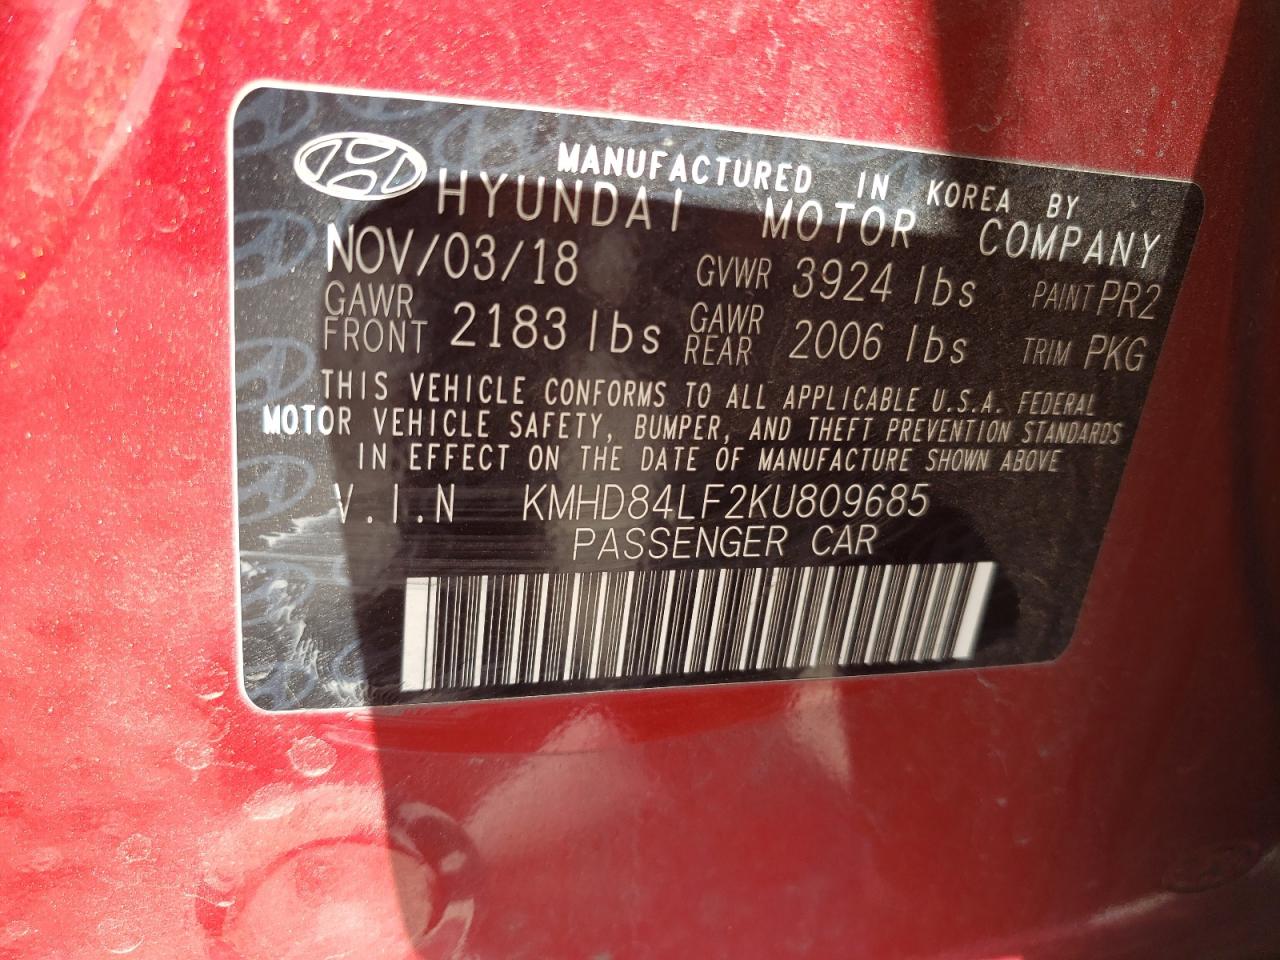 MANUFACTURED IN KOREA BY
HYUNDAI MOTOR COMPANY
NOV/03/18 GVWR 3924 lbs PAINT PR2
GAWR FRONT 2183 lbs GAWR REAR 2006 lbs TRIM PKG
THIS VEHICLE CONFORMS TO ALL APPLICABLE U.S.A. FEDERAL
MOTOR VEHICLE SAFETY, BUMPER, AND THEFT PREVENTION STANDARDS
IN EFFECT ON THE DATE OF MANUFACTURE SHOWN ABOVE
V.I.N KMHD84LF2KU809685
PASSENGER CAR